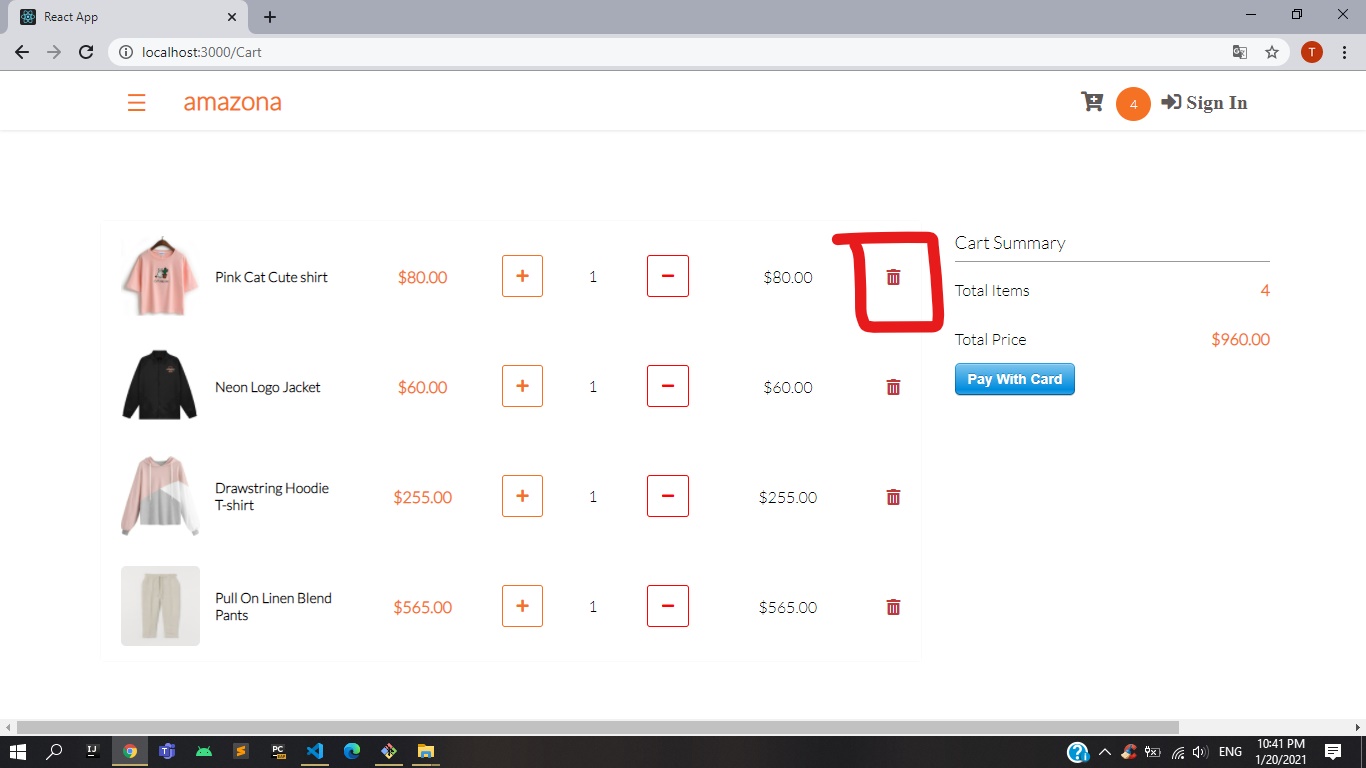 React App
localhost:3000/Cart
T
amazona
4
Sign In
Pink Cat Cute shirt
$80.00
+
1
−
$80.00
Neon Logo Jacket
$60.00
+
1
−
$60.00
Drawstring Hoodie
T-shirt
$255.00
+
1
−
$255.00
Pull On Linen Blend
Pants
$565.00
+
1
−
$565.00
Cart Summary
Total Items
4
Total Price
$960.00
Pay With Card
IJ
PC
ENG
10:41 PM
1/20/2021